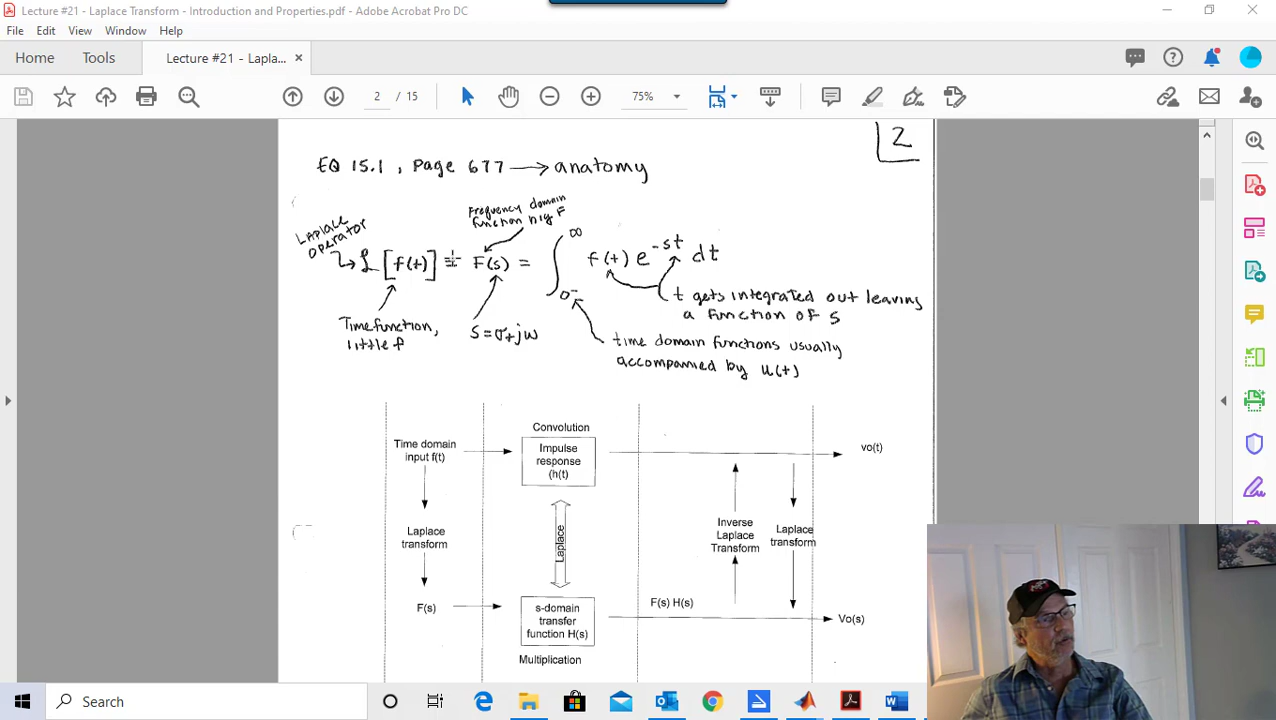 Lecture #21 - Laplace Transform - Introduction and Properties.pdf - Adobe Acrobat Pro DC
File Edit View Window Help
Home Tools Lecture #21 - Lapla... ×
2 / 15 75%
2
EQ 15.1, Page 677 → anatomy
Frequency domain
function big F
LAPLACE
operator
ℒ[f(t)] ≡ F(s) = ∫ 0⁻ ∞ f(t) e^-st dt
t gets integrated out leaving
a function of s
Time function,
little f
s = σ + jω
time domain functions usually
accompanied by u(t)
Convolution
Time domain
input f(t)
Impulse
response
(h(t)
vo(t)
Laplace
transform
Laplace
Inverse
Laplace
Transform
Laplace
transform
F(s)
s-domain
transfer
function H(s)
F(s) H(s)
Vo(s)
Multiplication
Search